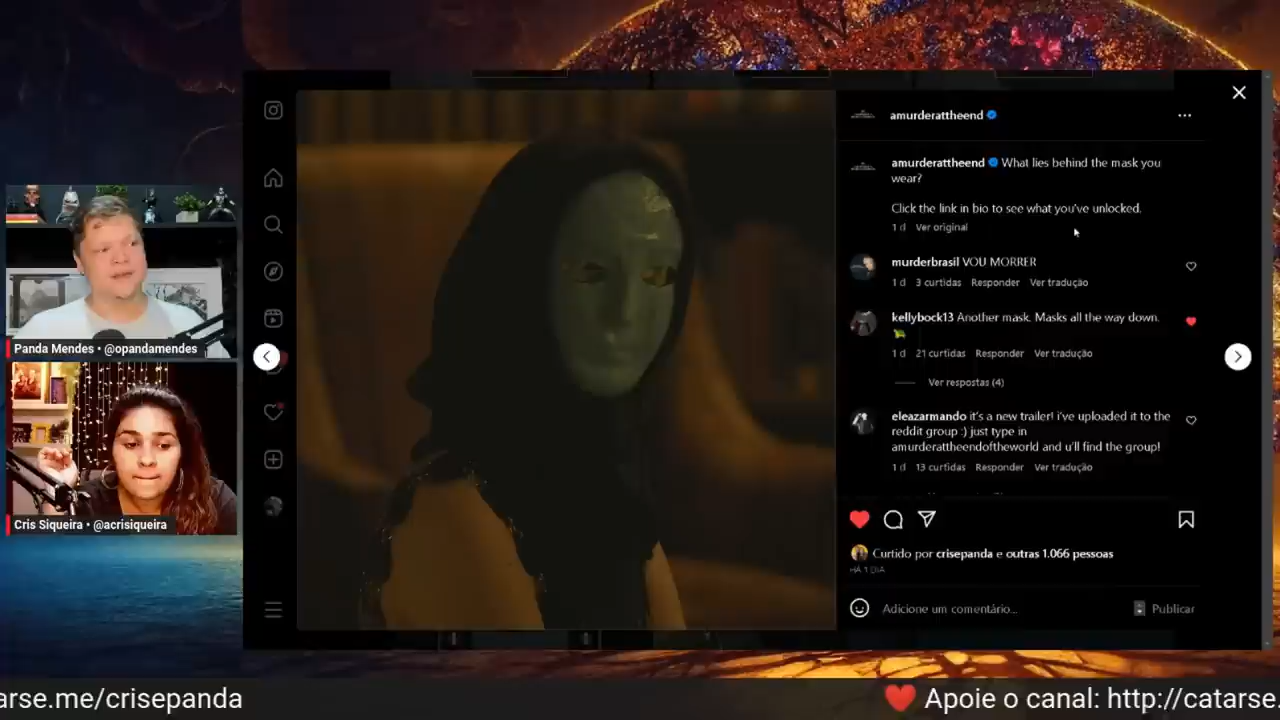 amurderattheend
amurderattheend What lies behind the mask you
wear?
Click the link in bio to see what you've unlocked.
1 d Ver original
murderbrasil VOU MORRER
1 d 3 curtidas Responder Ver tradução
kellybock13 Another mask. Masks all the way down.
1 d 21 curtidas Responder Ver tradução
Ver respostas (4)
eleazarmando it's a new trailer! i've uploaded it to the
reddit group :) just type in
amurderattheendoftheworld and u'll find the group!
1 d 13 curtidas Responder Ver tradução
Curtido por crisepanda e outras 1.066 pessoas
HÁ 1 DIA
Adicione um comentário... Publicar
Panda Mendes • @opandamendes
Cris Siqueira • @acrisiqueira
arse.me/crisepanda
Apoie o canal: http://catarse.